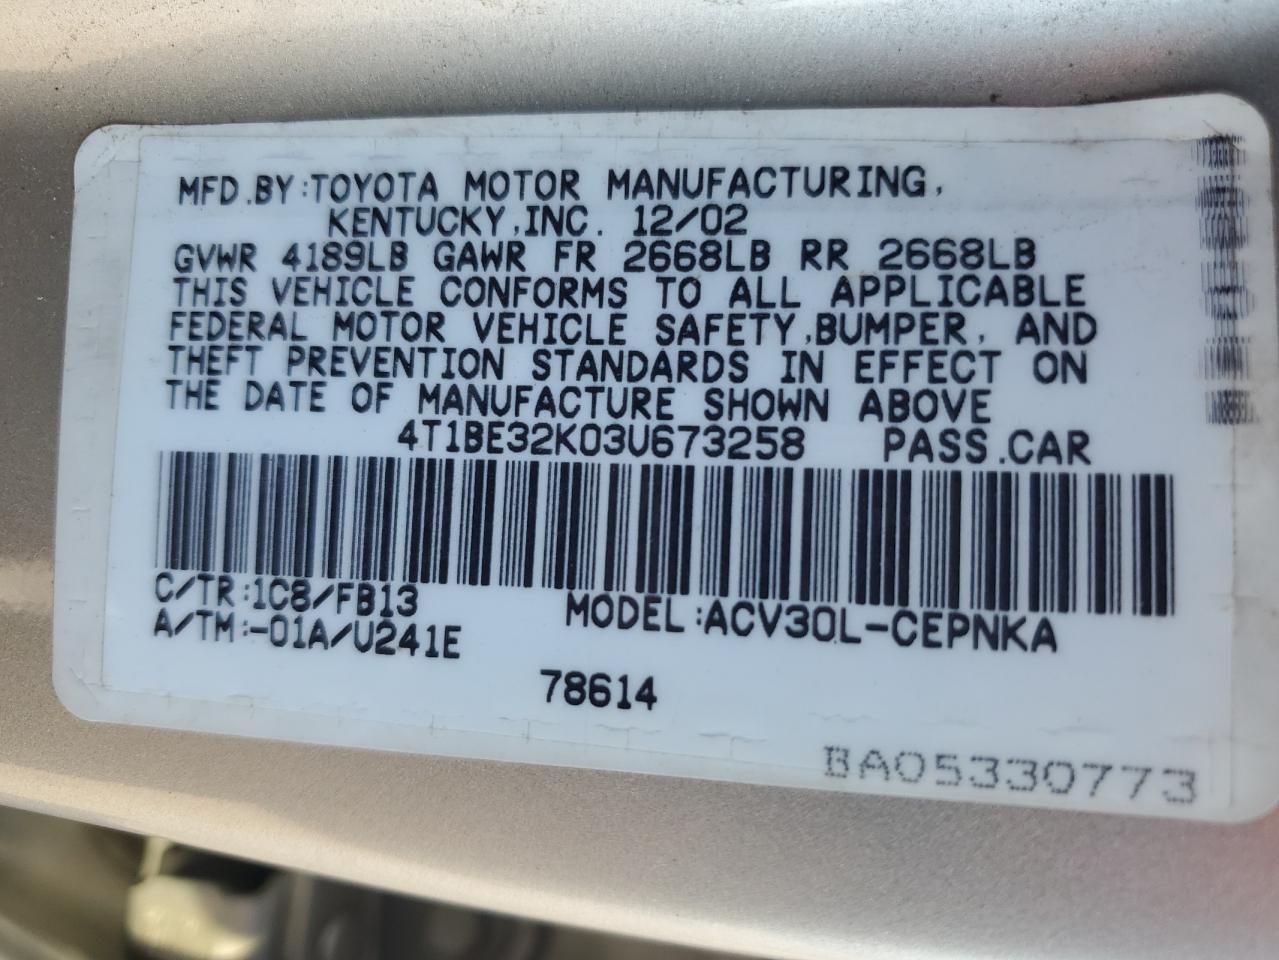 MFD.BY:TOYOTA MOTOR MANUFACTURING,
KENTUCKY,INC. 12/02
GVWR 4189LB GAWR FR 2668LB RR 2668LB
THIS VEHICLE CONFORMS TO ALL APPLICABLE
FEDERAL MOTOR VEHICLE SAFETY,BUMPER, AND
THEFT PREVENTION STANDARDS IN EFFECT ON
THE DATE OF MANUFACTURE SHOWN ABOVE
4T1BE32K03U673258 PASS.CAR
C/TR:1C8/FB13
A/TM:-01A/U241E
MODEL:ACV30L-CEPNKA
78614
BA05330773